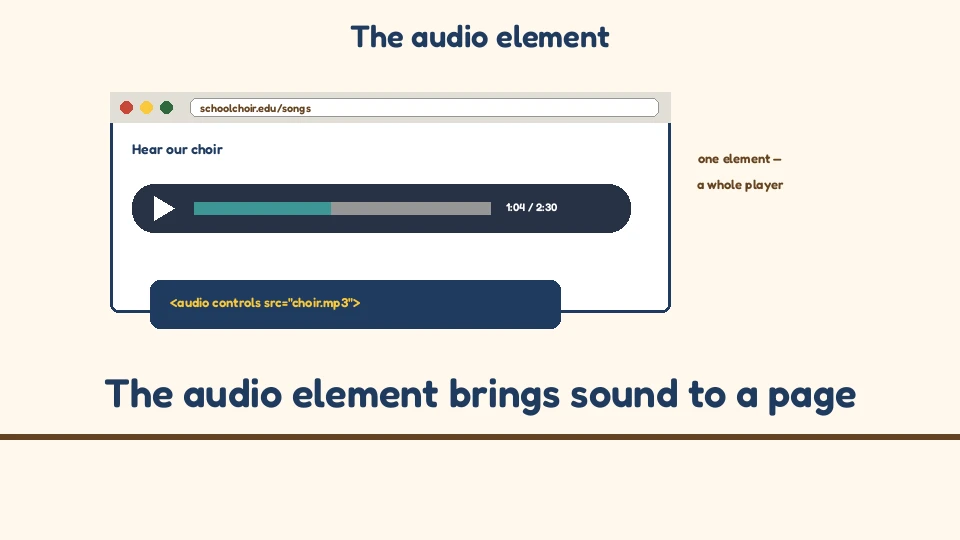 The audio element
schoolchoir.edu/songs
Hear our choir
one element –
a whole player
1:04 / 2:30
<audio controls src="choir.mp3">
The audio element brings sound to a page